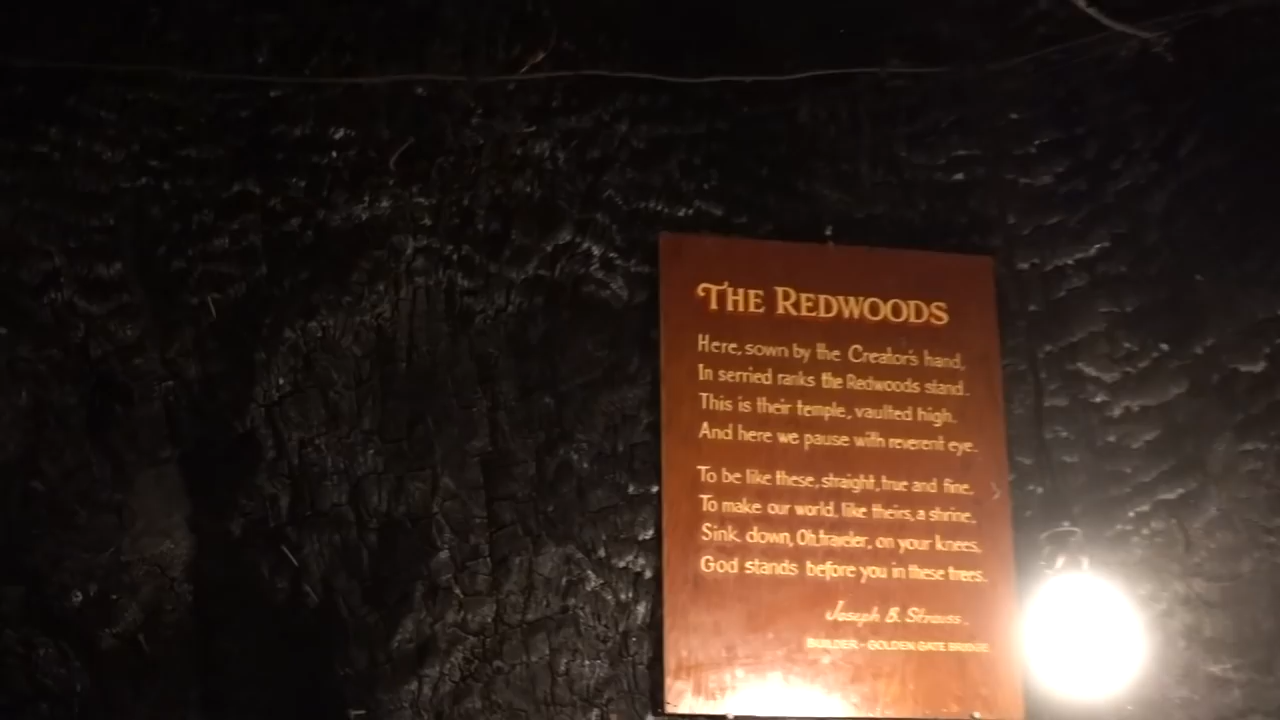 THE REDWOODS
Here, sown by the Creator's hand,
In serried ranks the Redwoods stand.
This is their temple, vaulted high.
And here we pause with reverent eye.
To be like these, straight, true and fine,
To make our world, like theirs, a shrine.
Sink down, Oh, traveler, on your knees,
God stands before you in these trees.
Joseph B. Strauss.
BUILDER - GOLDEN GATE BRIDGE